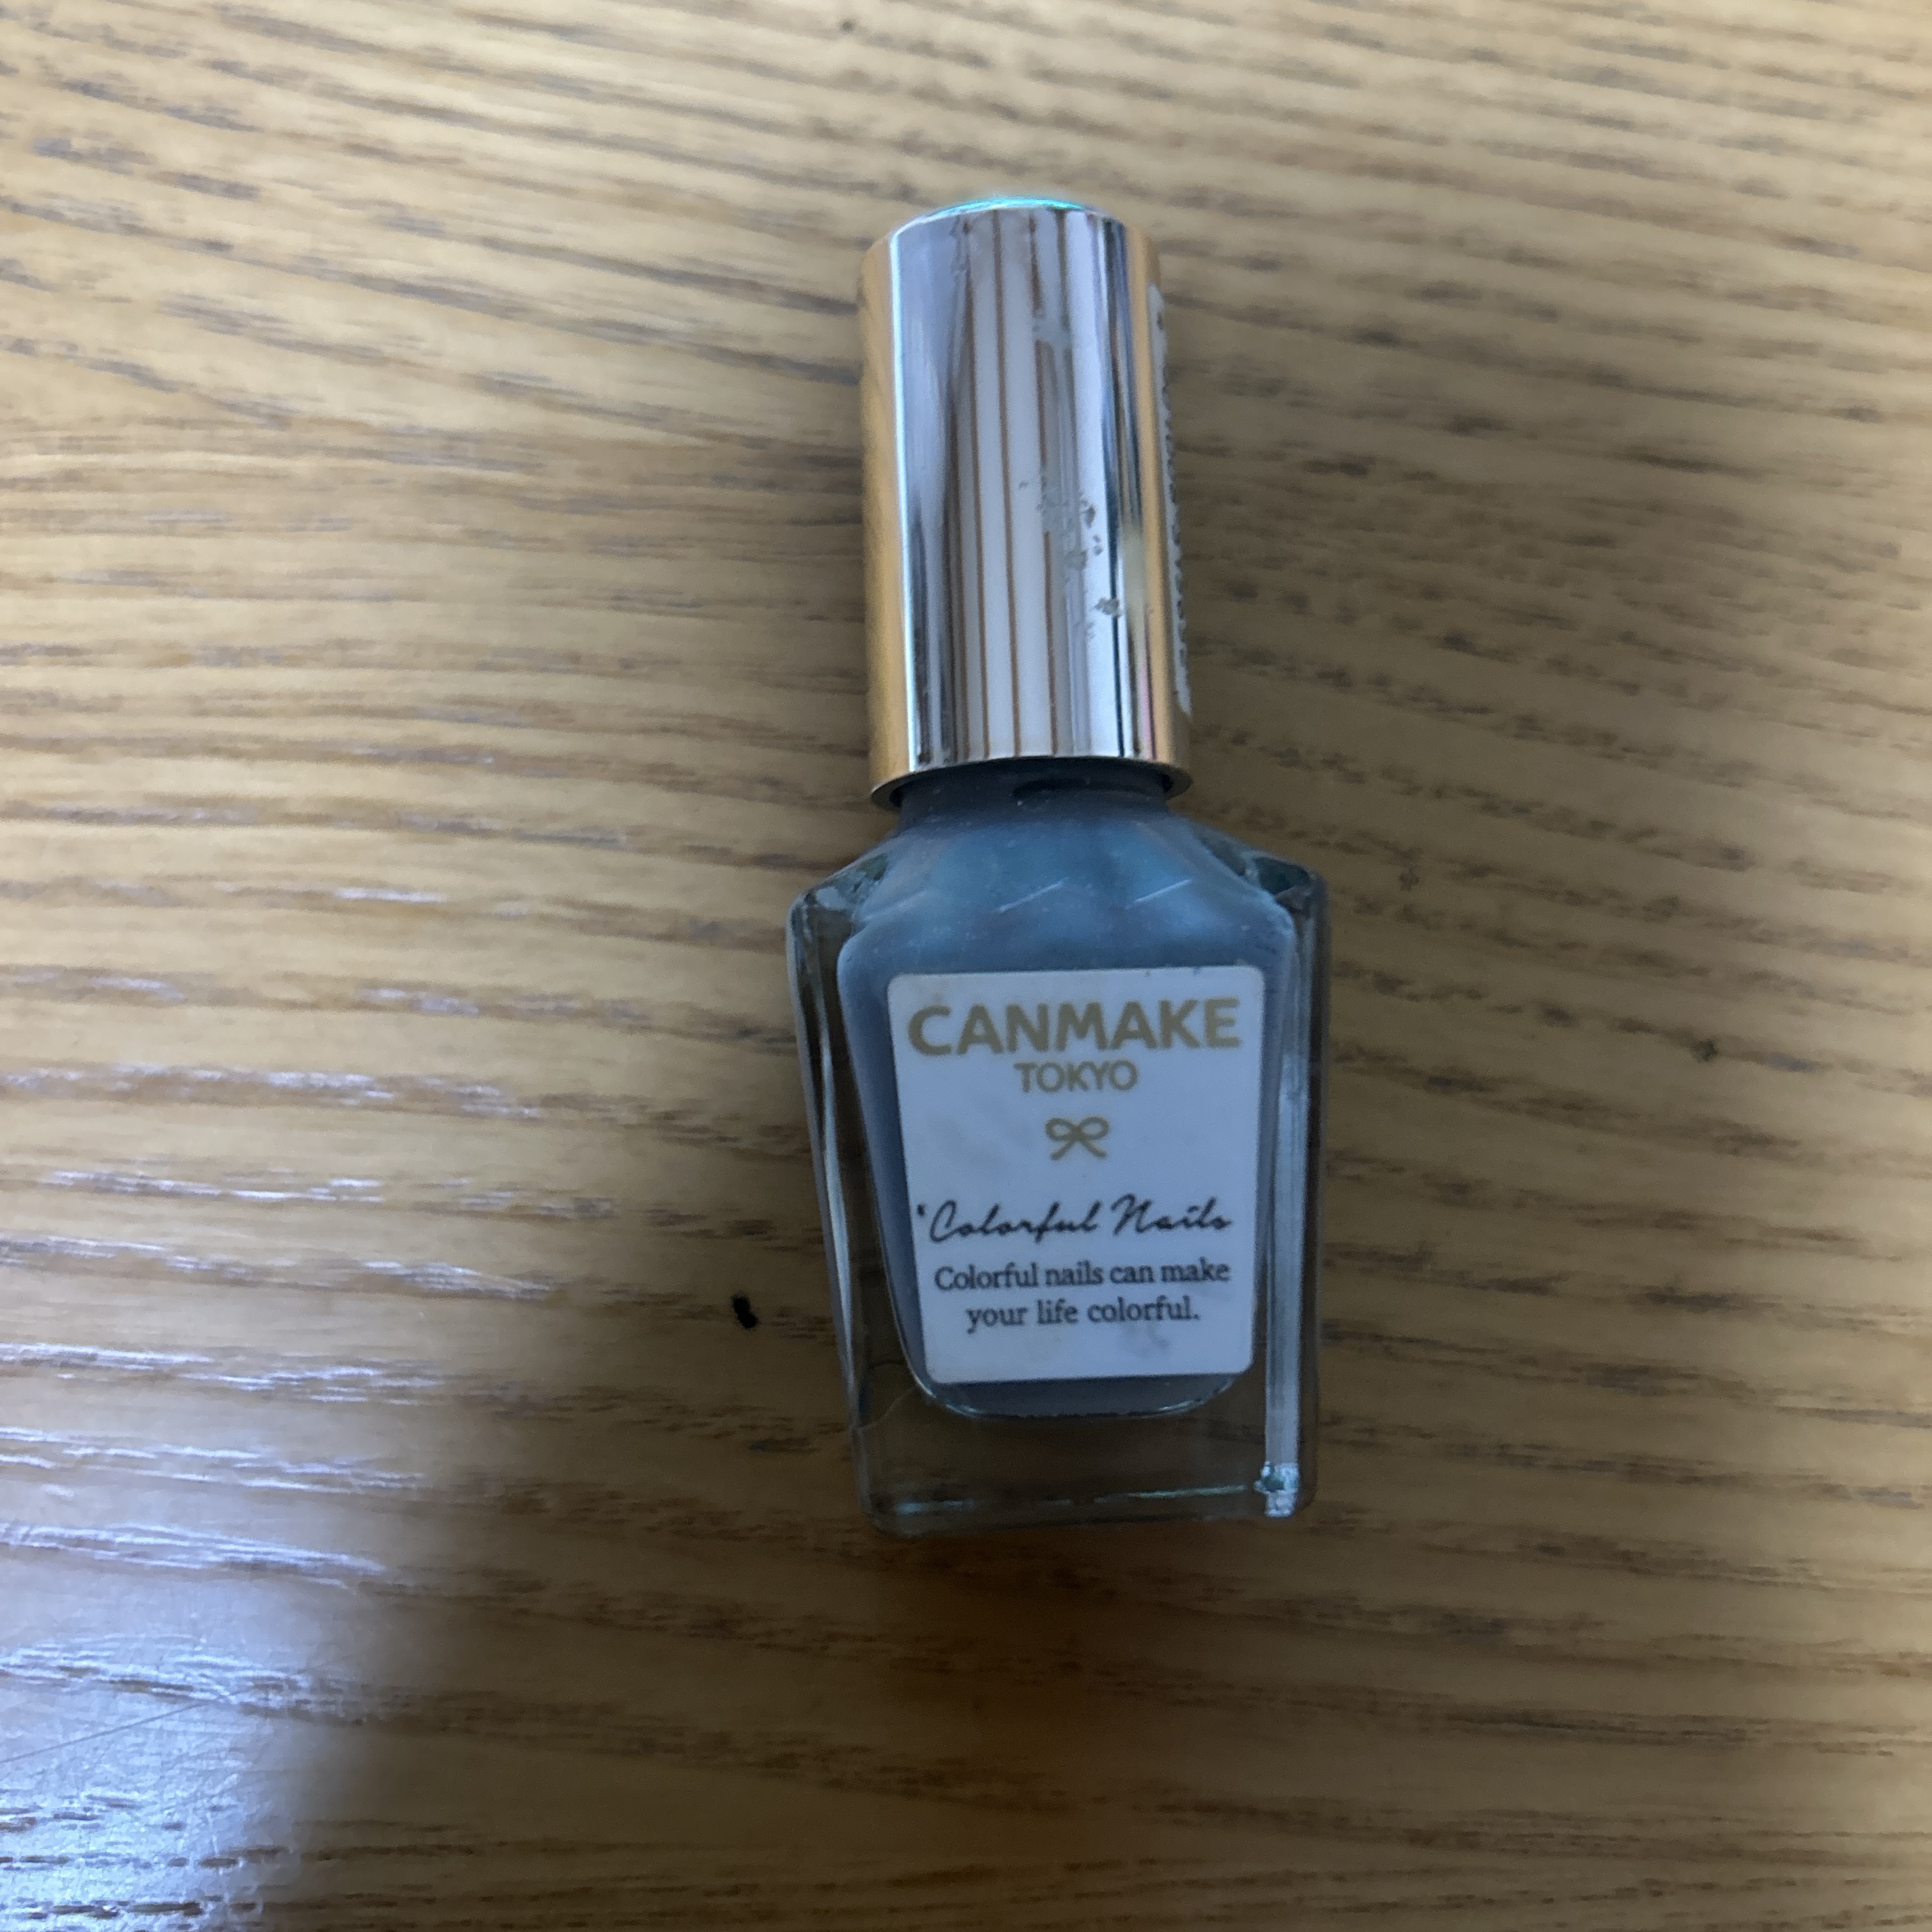 CANMAKE
TOKYO
Colorful Nails
Colorful nails can make
your life colorful.